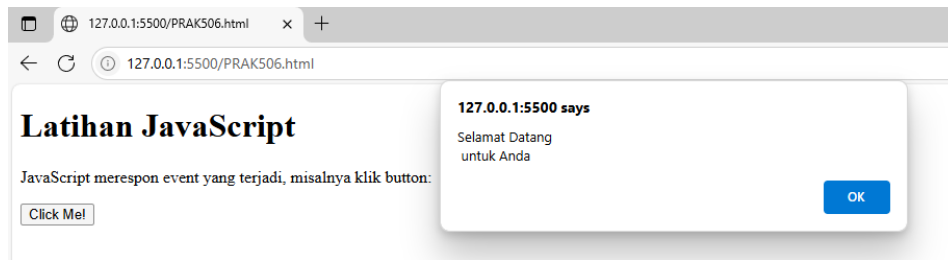 127.0.0.1:5500/PRAK506.html
127.0.0.1:5500/PRAK506.html
127.0.0.1:5500 says
Selamat Datang
untuk Anda
OK
Latihan JavaScript
JavaScript merespon event yang terjadi, misalnya klik button:
Click Me!